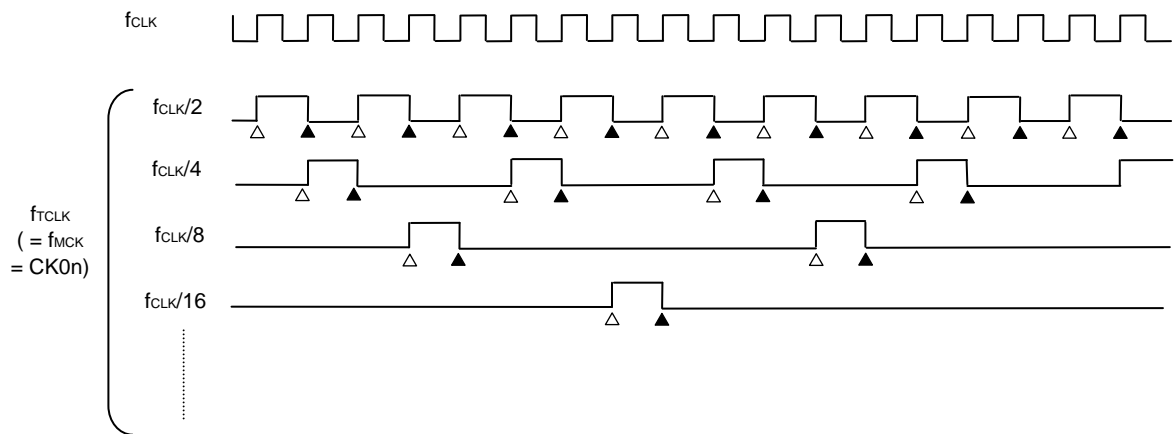 fCLK
fCLK/2
fCLK/4
fTCLK
( = fMCK
= CK0n)
fCLK/8
fCLK/16